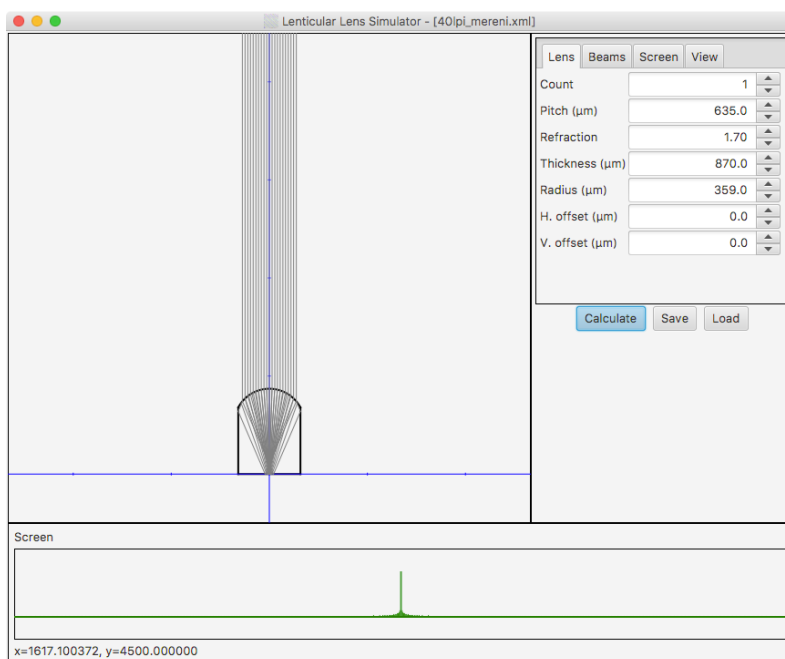 Lenticular Lens Simulator - [40lpi_mereni.xml]
Lens Beams Screen View
Count 1
Pitch (μm) 635.0
Refraction 1.70
Thickness (μm) 870.0
Radius (μm) 359.0
H. offset (μm) 0.0
V. offset (μm) 0.0
Calculate Save Load
Screen
x=1617.100372, y=4500.000000